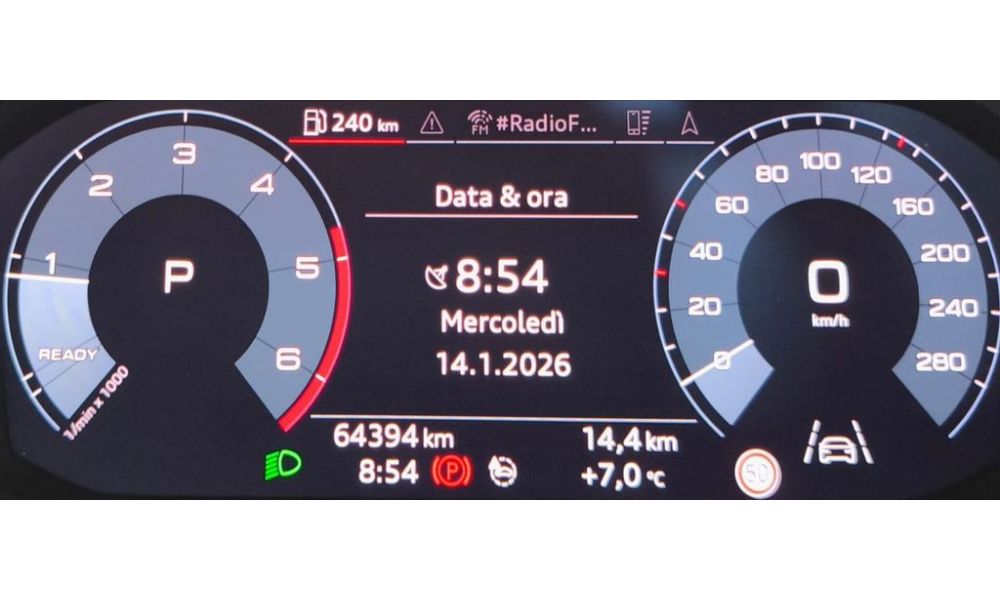 240 km
FM #RadioF...
Data & ora
8:54
Mercoledì
14.1.2026
64394 km
14,4 km
8:54
P
+7,0 °C
P
1
2
3
4
5
6
READY
1/min x 1000
0
20
40
60
80
100
120
160
200
240
280
0
km/h
50